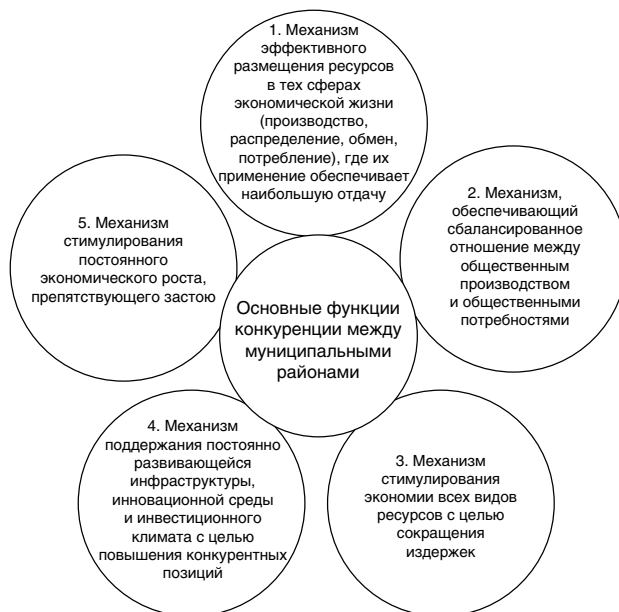 1. Механизм
эффективного
размещения ресурсов
в тех сферах
экономической жизни
(производство,
распределение, обмен,
потребление), где их
применение обеспечивает
наибольшую отдачу
2. Механизм,
обеспечивающий
сбалансированное
отношение между
общественным
производством
и общественными
потребностями
3. Механизм
стимулирования
экономии всех видов
ресурсов с целью
сокращения
издержек
4. Механизм
поддержания постоянно
развивающейся
инфраструктуры,
инновационной среды
и инвестиционного
климата с целью
повышения конкурентных
позиций
5. Механизм
стимулирования
постоянного
экономического роста,
препятствующего застою
Основные функции
конкуренции между
муниципальными
районами